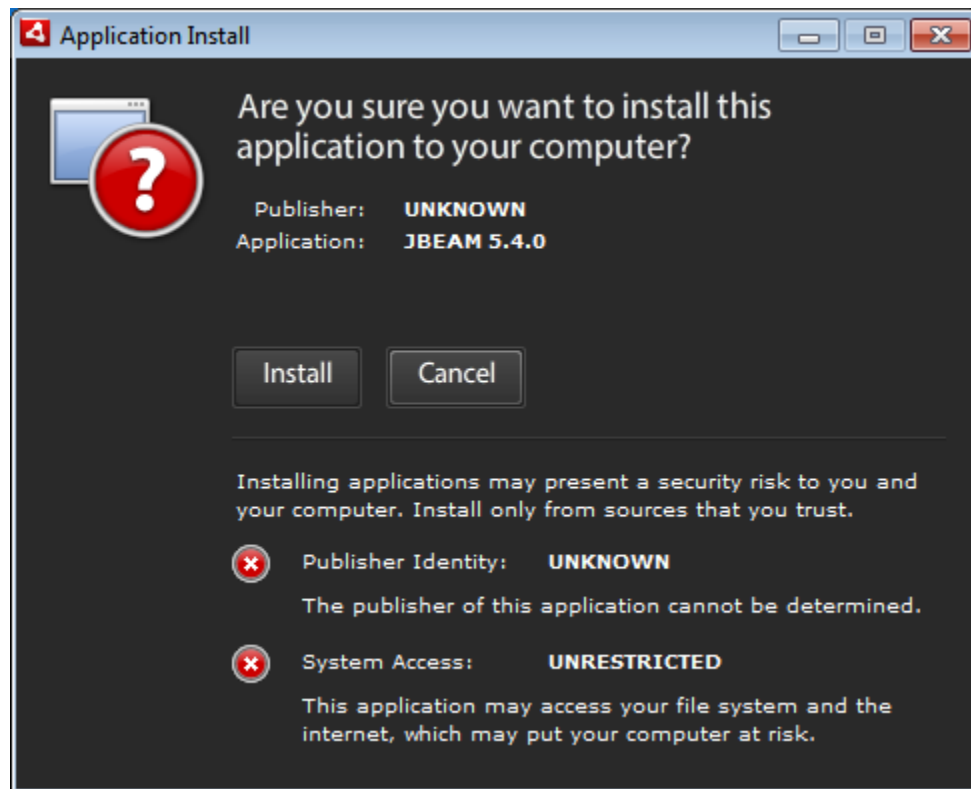 Application Install
Are you sure you want to install this
application to your computer?
Publisher: UNKNOWN
Application: JBEAM 5.4.0
Install Cancel
Installing applications may present a security risk to you and
your computer. Install only from sources that you trust.
Publisher Identity: UNKNOWN
The publisher of this application cannot be determined.
System Access: UNRESTRICTED
This application may access your file system and the
internet, which may put your computer at risk.